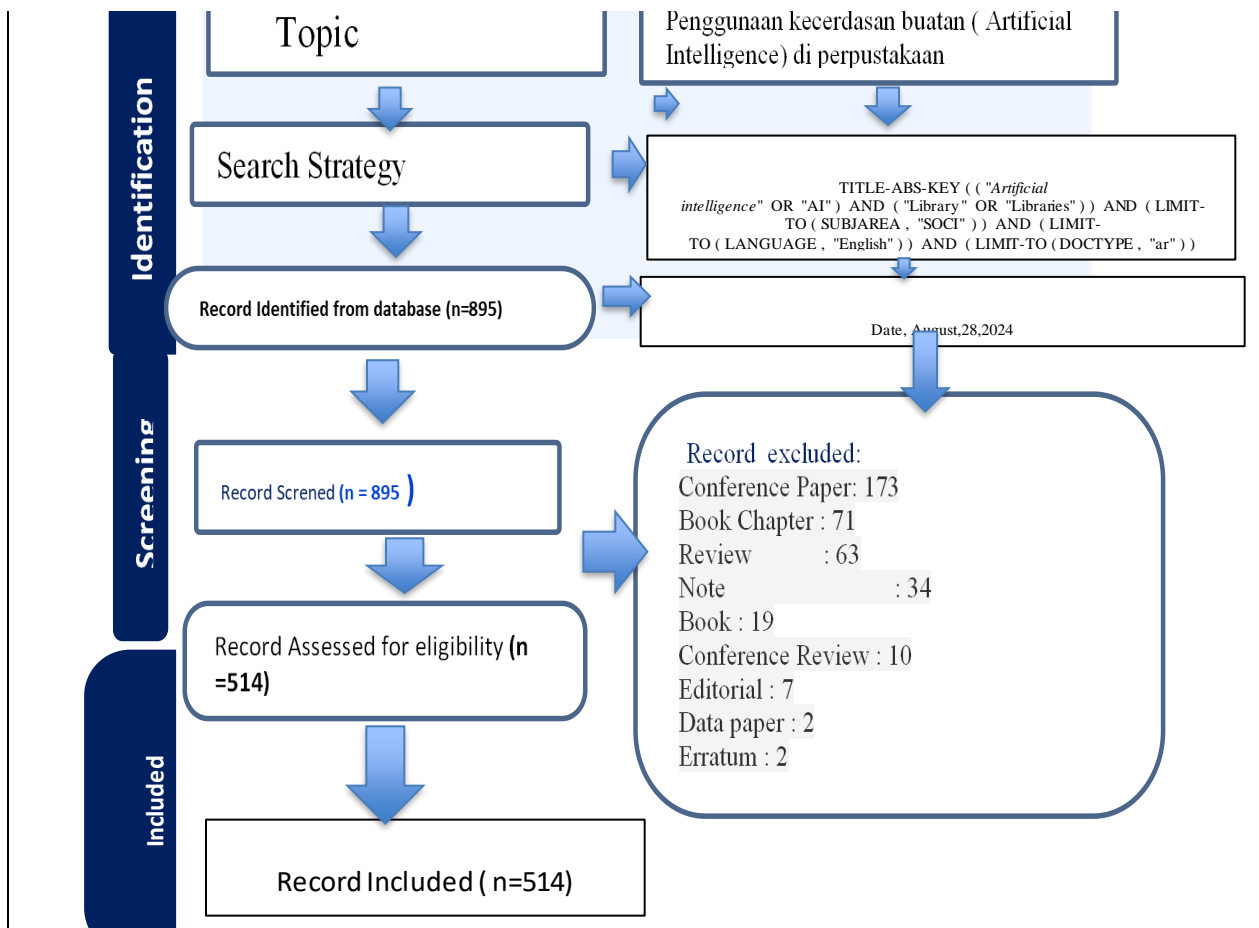 Identification
Topic
Penggunaan kecerdasan buatan ( Artificial
Intelligence) di perpustakaan
Search Strategy
TITLE-ABS-KEY ( ( "Artificial
intelligence" OR "AI" ) AND ( "Library" OR "Libraries" ) ) AND ( LIMIT-
TO ( SUBJAREA , "SOCI" ) ) AND ( LIMIT-
TO ( LANGUAGE , "English" ) ) AND ( LIMIT-TO ( DOCTYPE , "ar" ) )
Record Identified from database (n=895)
Date, August,28,2024
Screening
Record Screned (n = 895 )
Record excluded:
Conference Paper: 173
Book Chapter : 71
Review : 63
Note : 34
Book : 19
Conference Review : 10
Editorial : 7
Data paper : 2
Erratum : 2
Record Assessed for eligibility (n
=514)
Included
Record Included ( n=514)